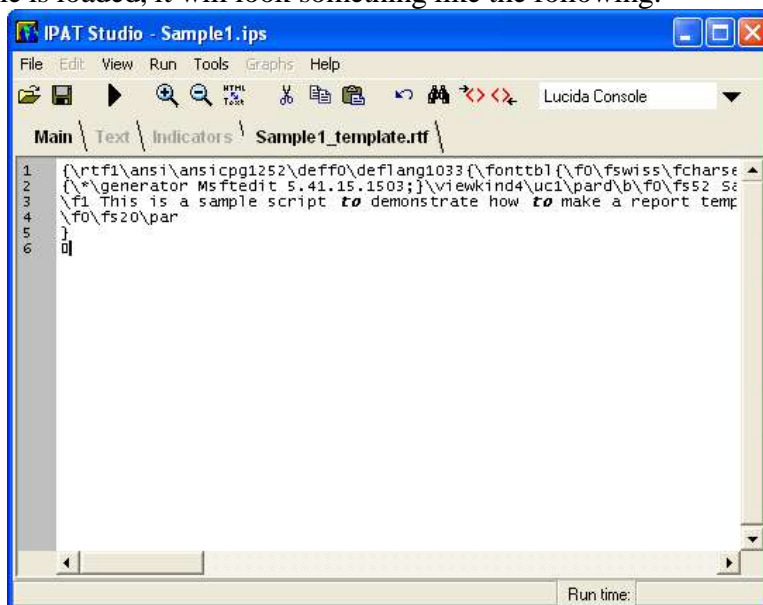 is loaded, it will look something like the following:
IPAT Studio - Sample1.ips
File Edit View Run Tools Graphs Help
HTML Text Lucida Console
Main \ Text \ Indicators \ Sample1_template.rtf \
1 {\rtf1\ansi\ansicpg1252\deff0\deflang1033{\fonttbl{\f0\fswiss\fcharse
2 {\*\generator Msftedit 5.41.15.1503;}\viewkind4\uc1\pard\b\f0\fs52 Sa
3 \f1 This is a sample script to demonstrate how to make a report temp
4 \f0\fs20\par
5 }
6
Run time: